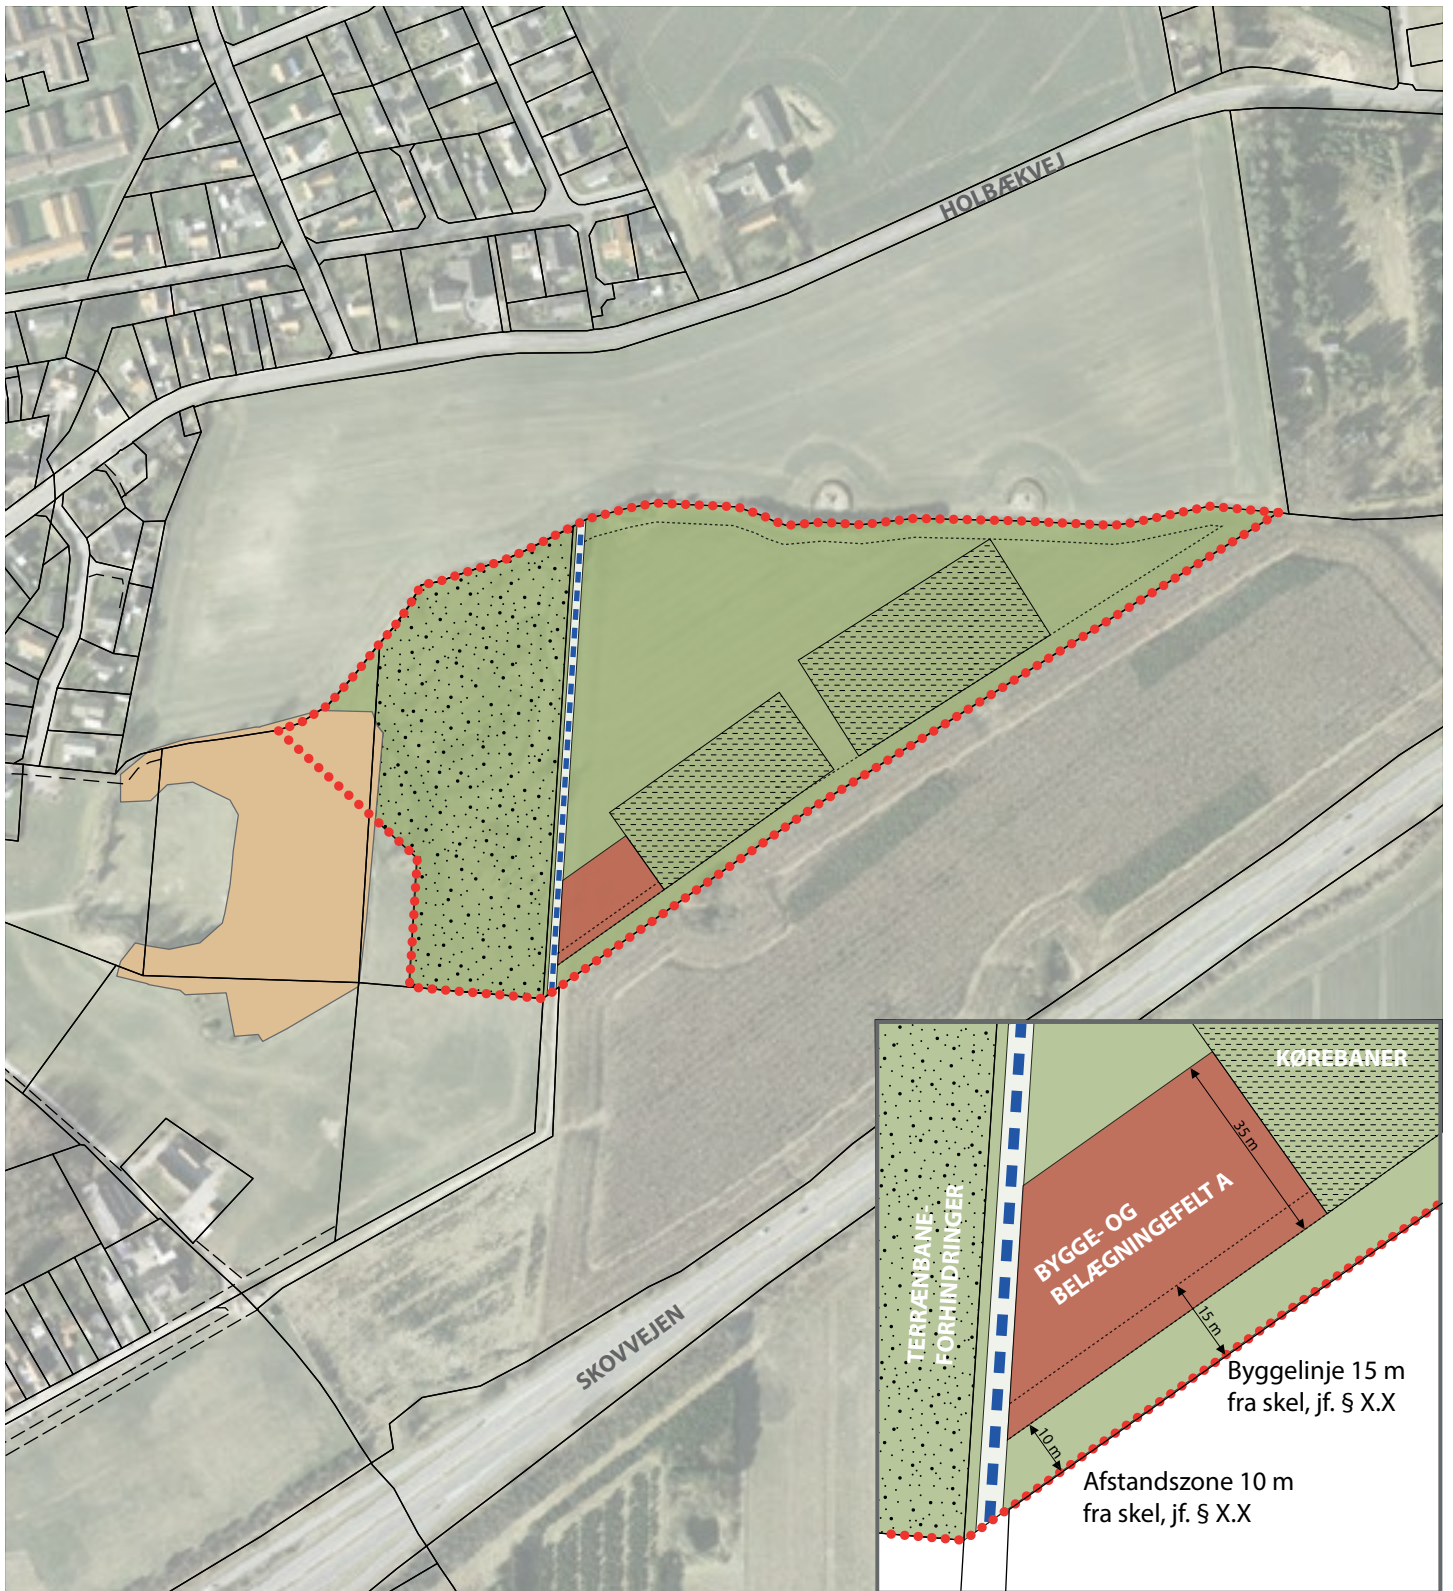 HOLBÆKVEJ
SKOVVEJEN
KØREBANER
35 m
BYGGE- OG
BELÆGNINGEFELT A
TERRÆNBANE-
FORHINDRINGER
15 m
Byggelinje 15 m
fra skel, jf. § X.X
10 m
Afstandszone 10 m
fra skel, jf. § X.X